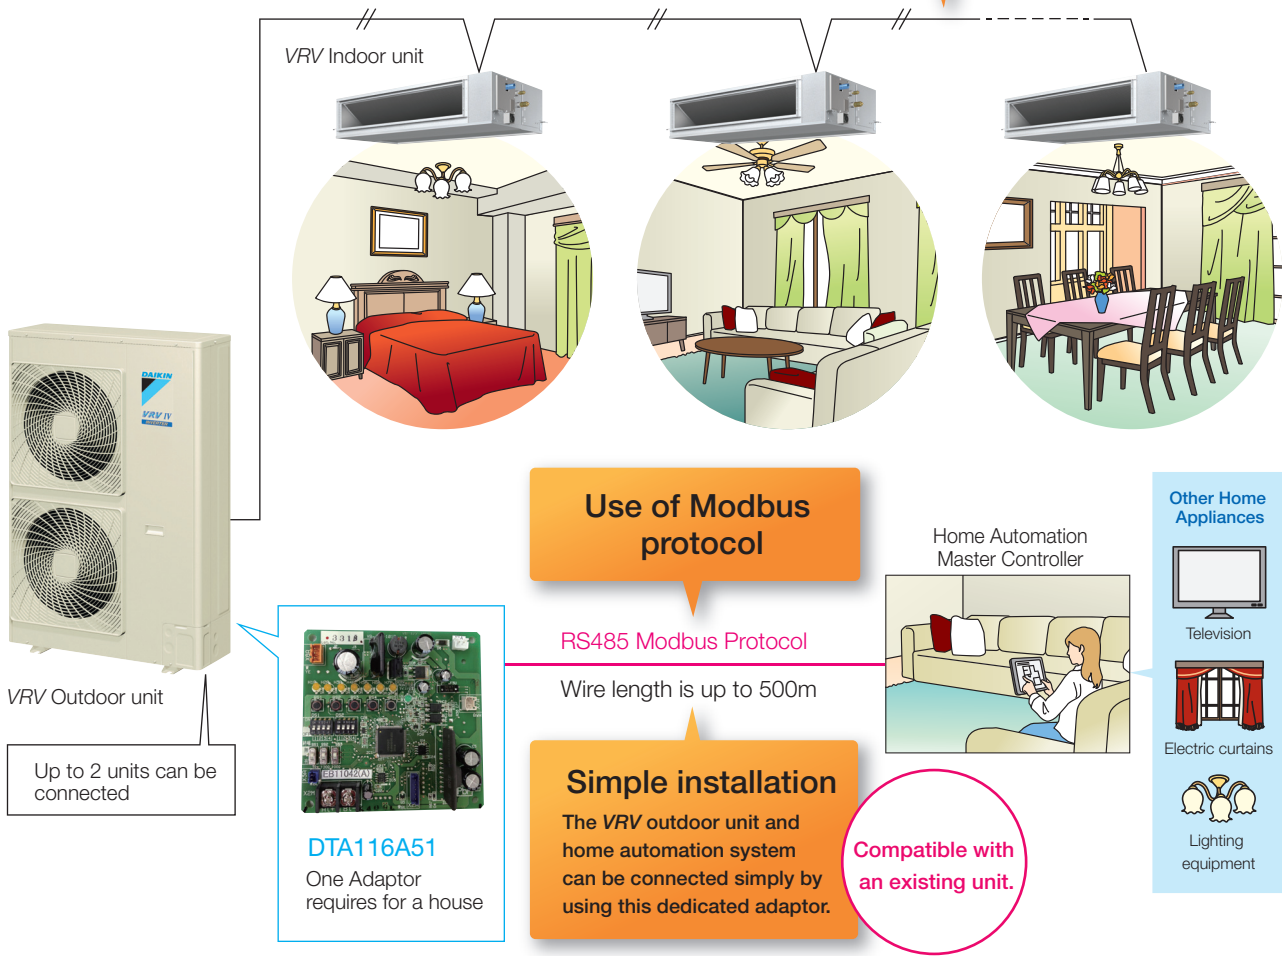 VRV Indoor unit
DAIKIN
VRV IV
INVERTER
Use of Modbus
protocol
Home Automation
Master Controller
Other Home
Appliances
Television
Electric curtains
Lighting
equipment
RS485 Modbus Protocol
Wire length is up to 500m
VRV Outdoor unit
Up to 2 units can be
connected
331A
EB11042(A)
DTA116A51
One Adaptor
requires for a house
Simple installation
The VRV outdoor unit and
home automation system
can be connected simply by
using this dedicated adaptor.
Compatible with
an existing unit.